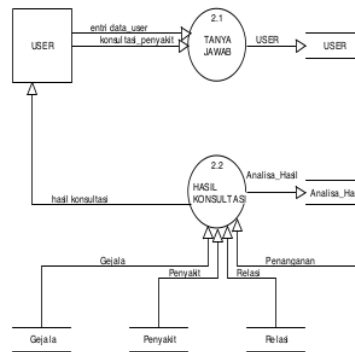 2.1
entri data_user
USER
konsultasi_penyakit
TANYA
JAWAB
USER
USER
2.2
HASIL
KONSULTASI
Analisa_Hasil
Analisa_Ha
hasil konsultasi
Gejala
Penyakit
Relasi
Penanganan
Gejala
Penyakit
Relasi